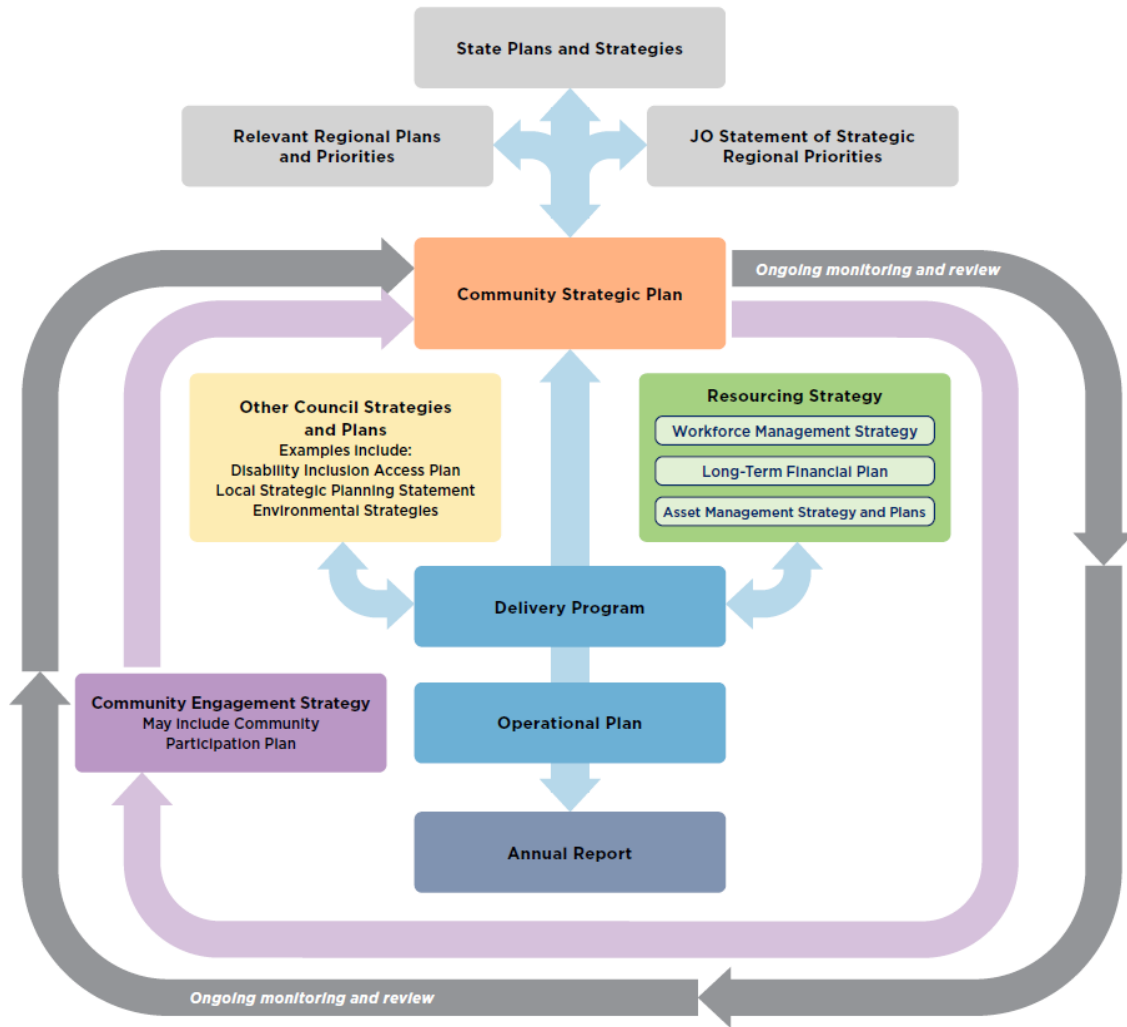 State Plans and Strategies
Relevant Regional Plans
and Priorities
JO Statement of Strategic
Regional Priorities
Ongoing monitoring and review
Community Strategic Plan
Other Council Strategies
and Plans
Examples include:
Disability Inclusion Access Plan
Local Strategic Planning Statement
Environmental Strategies
Resourcing Strategy
Workforce Management Strategy
Long-Term Financial Plan
Asset Management Strategy and Plans
Delivery Program
Community Engagement Strategy
May include Community
Participation Plan
Operational Plan
Annual Report
Ongoing monitoring and review